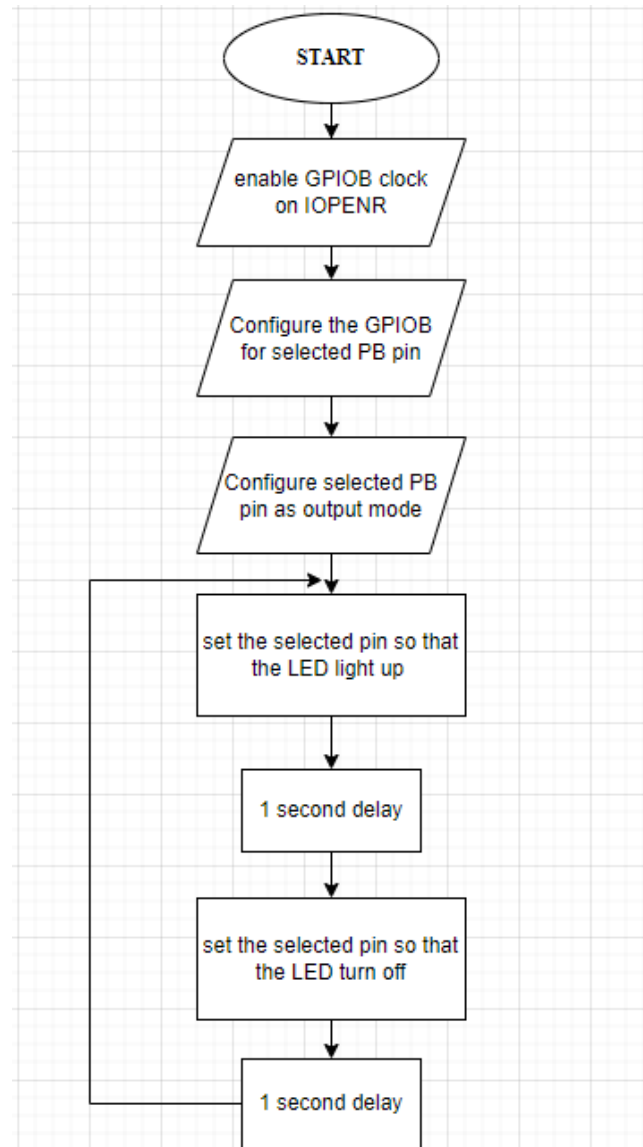 START
enable GPIOB clock
on IOPENR
Configure the GPIOB
for selected PB pin
Configure selected PB
pin as output mode
set the selected pin so that
the LED light up
1 second delay
set the selected pin so that
the LED turn off
1 second delay